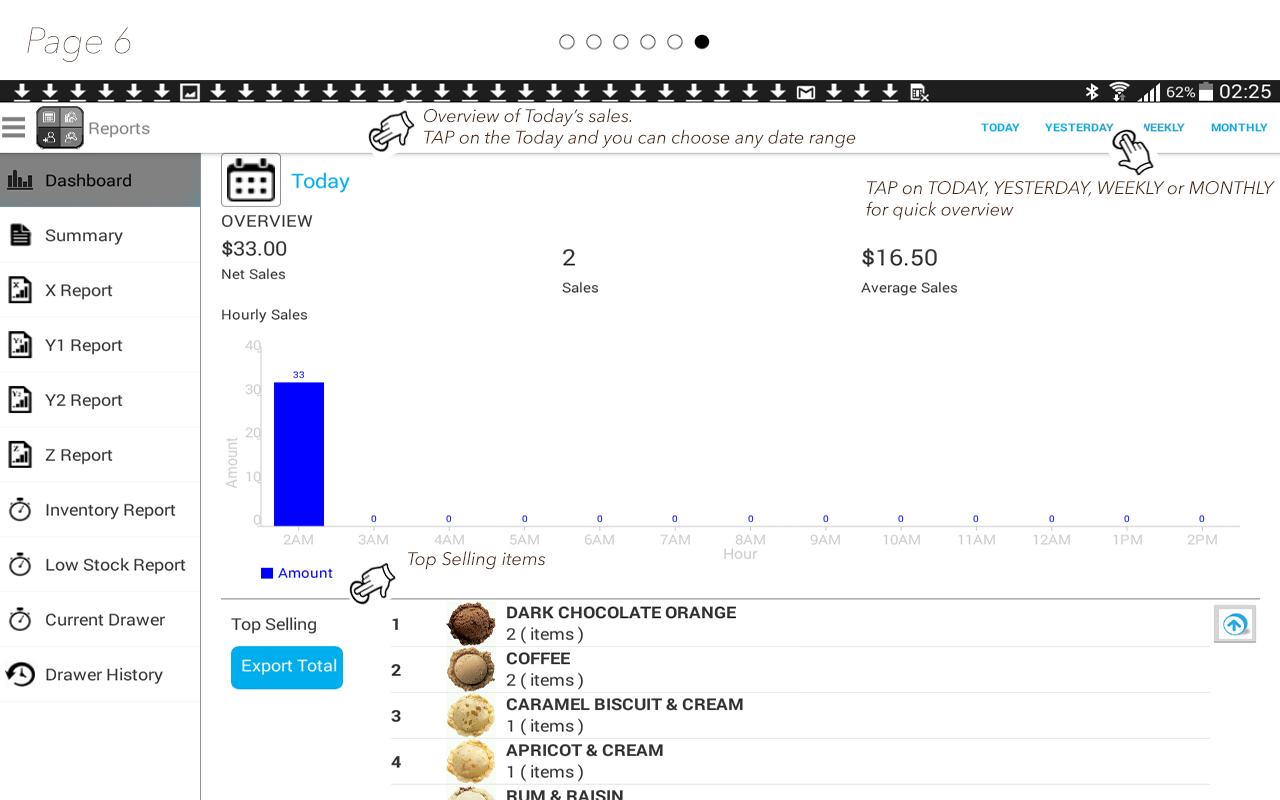 Page 6
62% 02:25
Reports
Overview of Today's sales.
TAP on the Today and you can choose any date range
TODAY YESTERDAY WEEKLY MONTHLY
TAP on TODAY, YESTERDAY, WEEKLY or MONTHLY
for quick overview
Dashboard
Summary
X Report
Y1 Report
Y2 Report
Z Report
Inventory Report
Low Stock Report
Current Drawer
Drawer History
Today
OVERVIEW
$33.00
Net Sales
2
Sales
$16.50
Average Sales
Hourly Sales
40
30
20
10
0
Amount
33 0 0 0 0 0 0 0 0 0 0 0 0
2AM 3AM 4AM 5AM 6AM 7AM 8AM 9AM 10AM 11AM 12AM 1PM 2PM
Hour
Amount
Top Selling items
Top Selling
Export Total
1 DARK CHOCOLATE ORANGE
2 ( items )
2 COFFEE
2 ( items )
3 CARAMEL BISCUIT & CREAM
1 ( items )
4 APRICOT & CREAM
1 ( items )
RUM & RAISIN